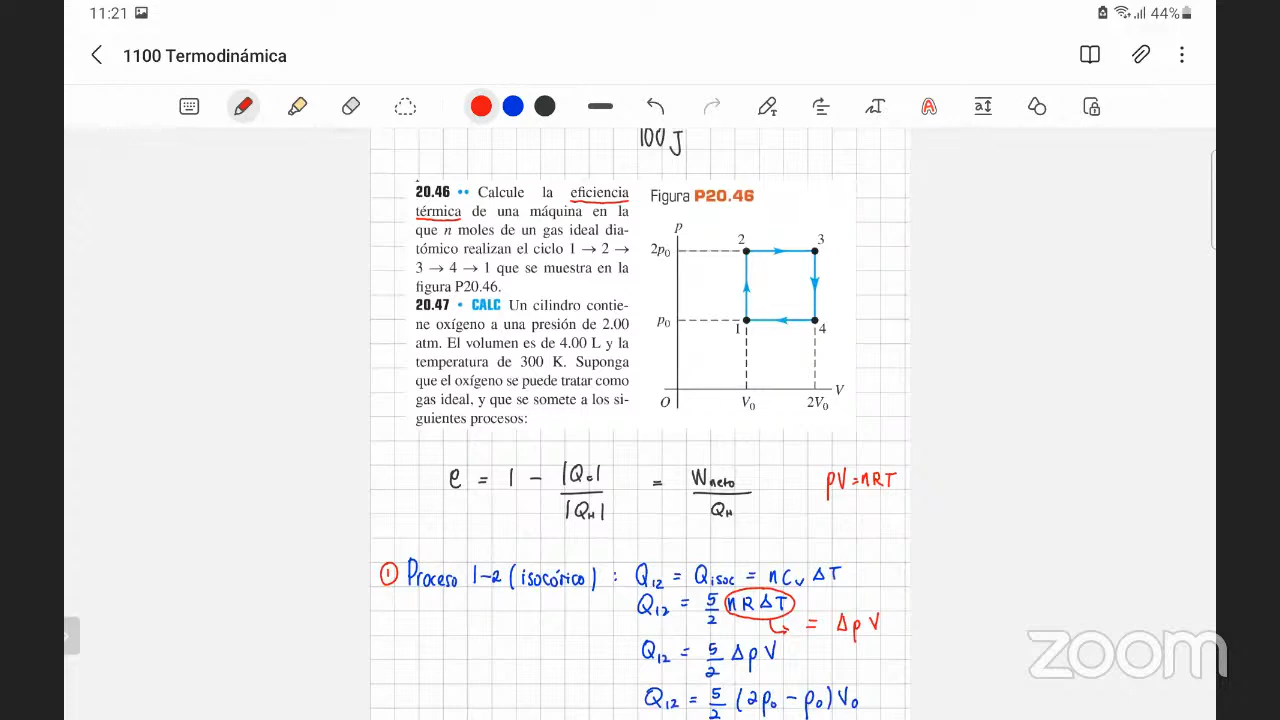 11:21
44%
1100 Termodinámica
100 J
20.46 •• Calcule la eficiencia
térmica de una máquina en la
que n moles de un gas ideal dia-
tómico realizan el ciclo 1 → 2 →
3 → 4 → 1 que se muestra en la
figura P20.46.
20.47 • CALC Un cilindro contie-
ne oxígeno a una presión de 2.00
atm. El volumen es de 4.00 L y la
temperatura de 300 K. Suponga
que el oxígeno se puede tratar como
gas ideal, y que se somete a los si-
guientes procesos:
Figura P20.46
p
2p₀
2
3
p₀
1
4
O
V₀
2V₀
V
e = 1 - |Qc| / |QH| = Wneto / QH
pV = nRT
① Proceso 1-2 (isocórico) : Q₁₂ = Qisoc = n Cv ΔT
Q₁₂ = 5/2 nRΔT
= Δp V
Q₁₂ = 5/2 Δp V
Q₁₂ = 5/2 (2p₀ - p₀) V₀
zoom